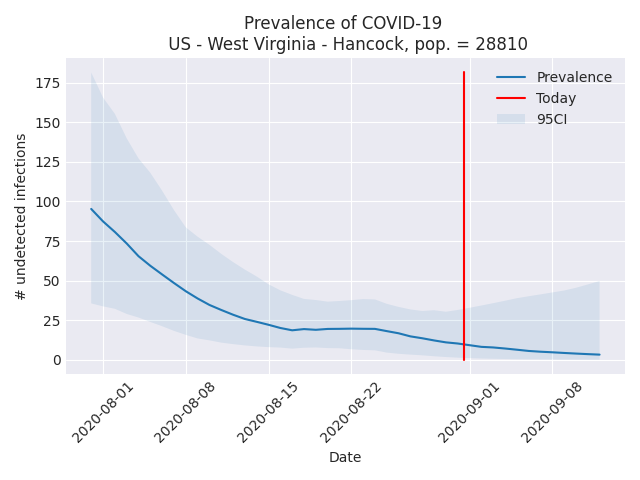 Prevalence of COVID-19
US - West Virginia - Hancock, pop. = 28810
Prevalence
Today
95CI
175
150
125
100
75
50
25
0
# undetected infections
2020-08-01
2020-08-08
2020-08-15
2020-08-22
2020-09-01
2020-09-08
Date